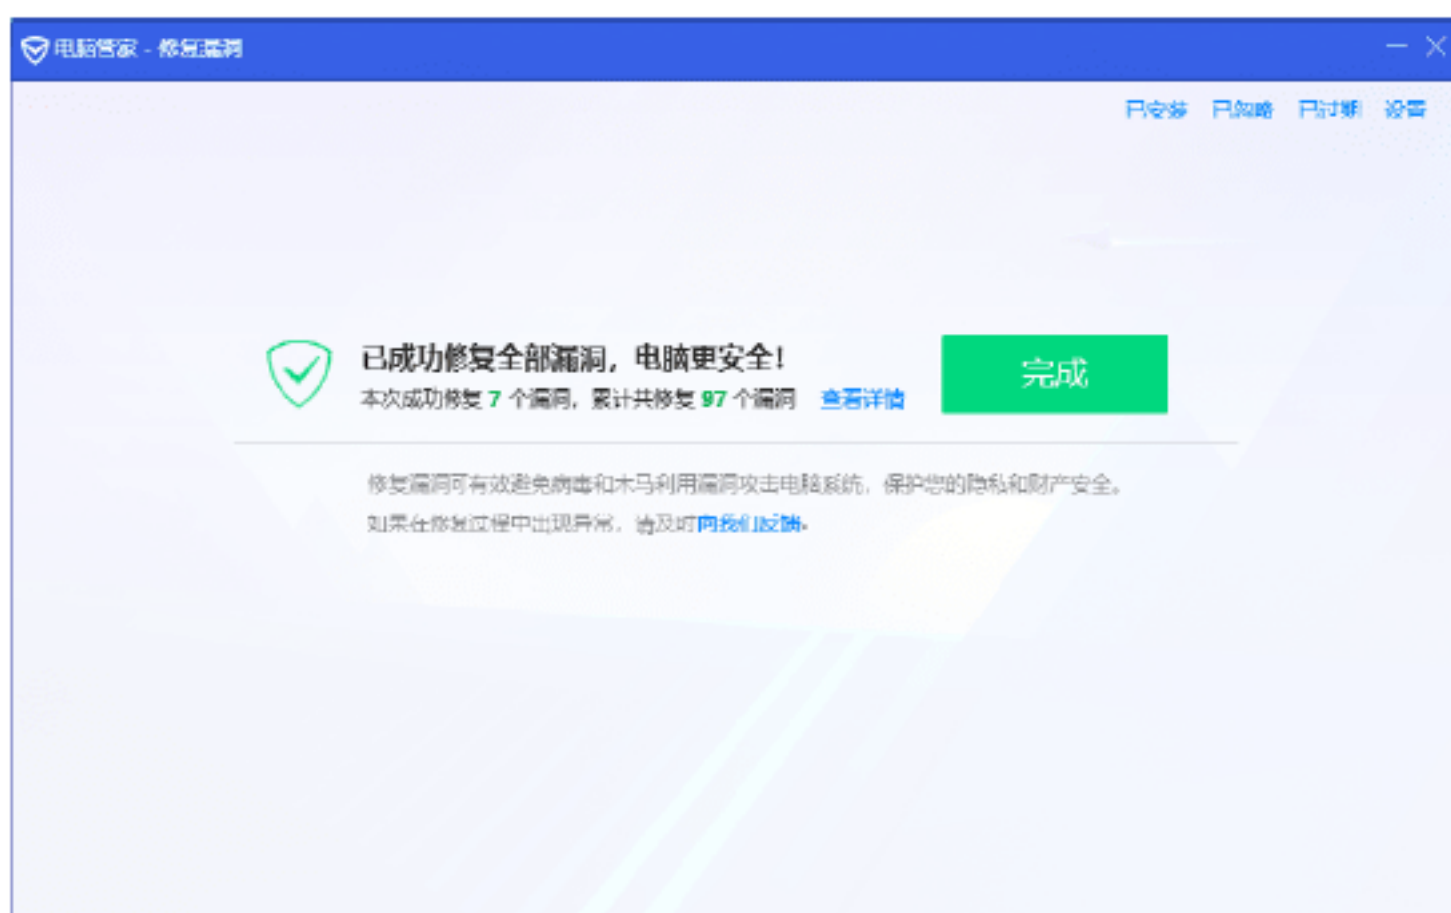 电脑管家 - 修复漏洞
已安装 已忽略 已过期 设置
已成功修复全部漏洞，电脑更安全！
完成
本次成功修复 7 个漏洞，累计共修复 97 个漏洞 查看详情
修复漏洞可有效避免病毒和木马利用漏洞攻击电脑系统，保护您的隐私和财产安全。
如果在修复过程中出现异常，请及时向我们反馈。